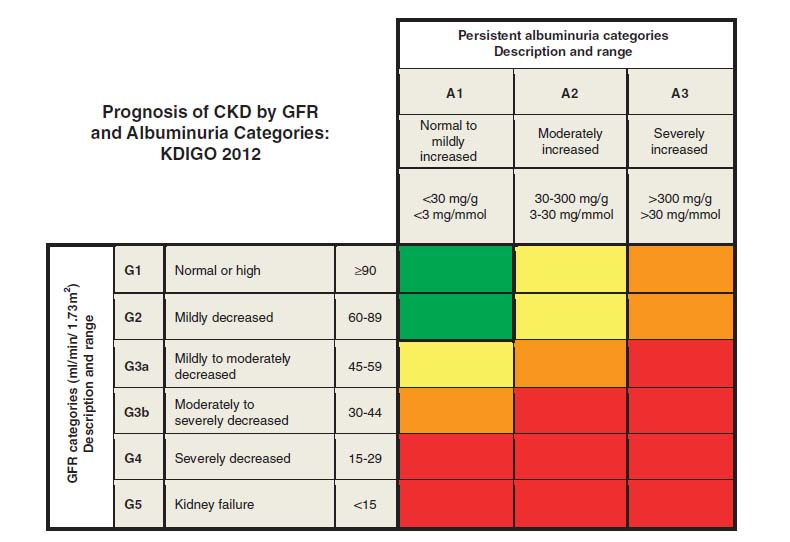 Persistent albuminuria categories
Description and range
Prognosis of CKD by GFR
and Albuminuria Categories:
KDIGO 2012
A1
A2
A3
Normal to
mildly
increased
Moderately
increased
Severely
increased
<30 mg/g
<3 mg/mmol
30-300 mg/g
3-30 mg/mmol
>300 mg/g
>30 mg/mmol
GFR categories (ml/min/ 1.73m²)
Description and range
G1
Normal or high
≥90
G2
Mildly decreased
60-89
G3a
Mildly to moderately
decreased
45-59
G3b
Moderately to
severely decreased
30-44
G4
Severely decreased
15-29
G5
Kidney failure
<15